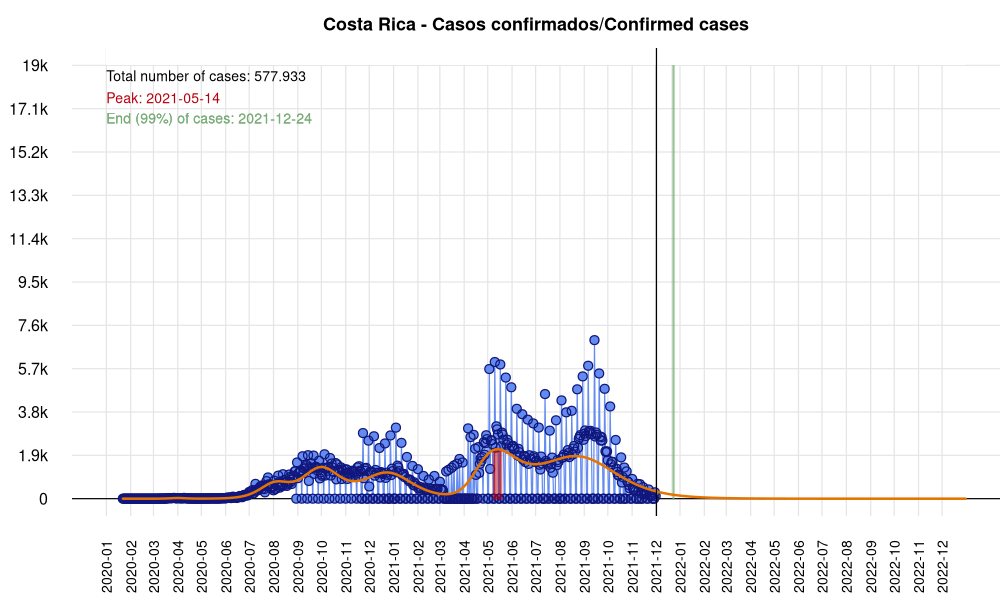 Costa Rica - Casos confirmados/Confirmed cases
Total number of cases: 577.933
Peak: 2021-05-14
End (99%) of cases: 2021-12-24
19k
17.1k
15.2k
13.3k
11.4k
9.5k
7.6k
5.7k
3.8k
1.9k
0
2020-01
2020-02
2020-03
2020-04
2020-05
2020-06
2020-07
2020-08
2020-09
2020-10
2020-11
2020-12
2021-01
2021-02
2021-03
2021-04
2021-05
2021-06
2021-07
2021-08
2021-09
2021-10
2021-11
2021-12
2022-01
2022-02
2022-03
2022-04
2022-05
2022-06
2022-07
2022-08
2022-09
2022-10
2022-11
2022-12